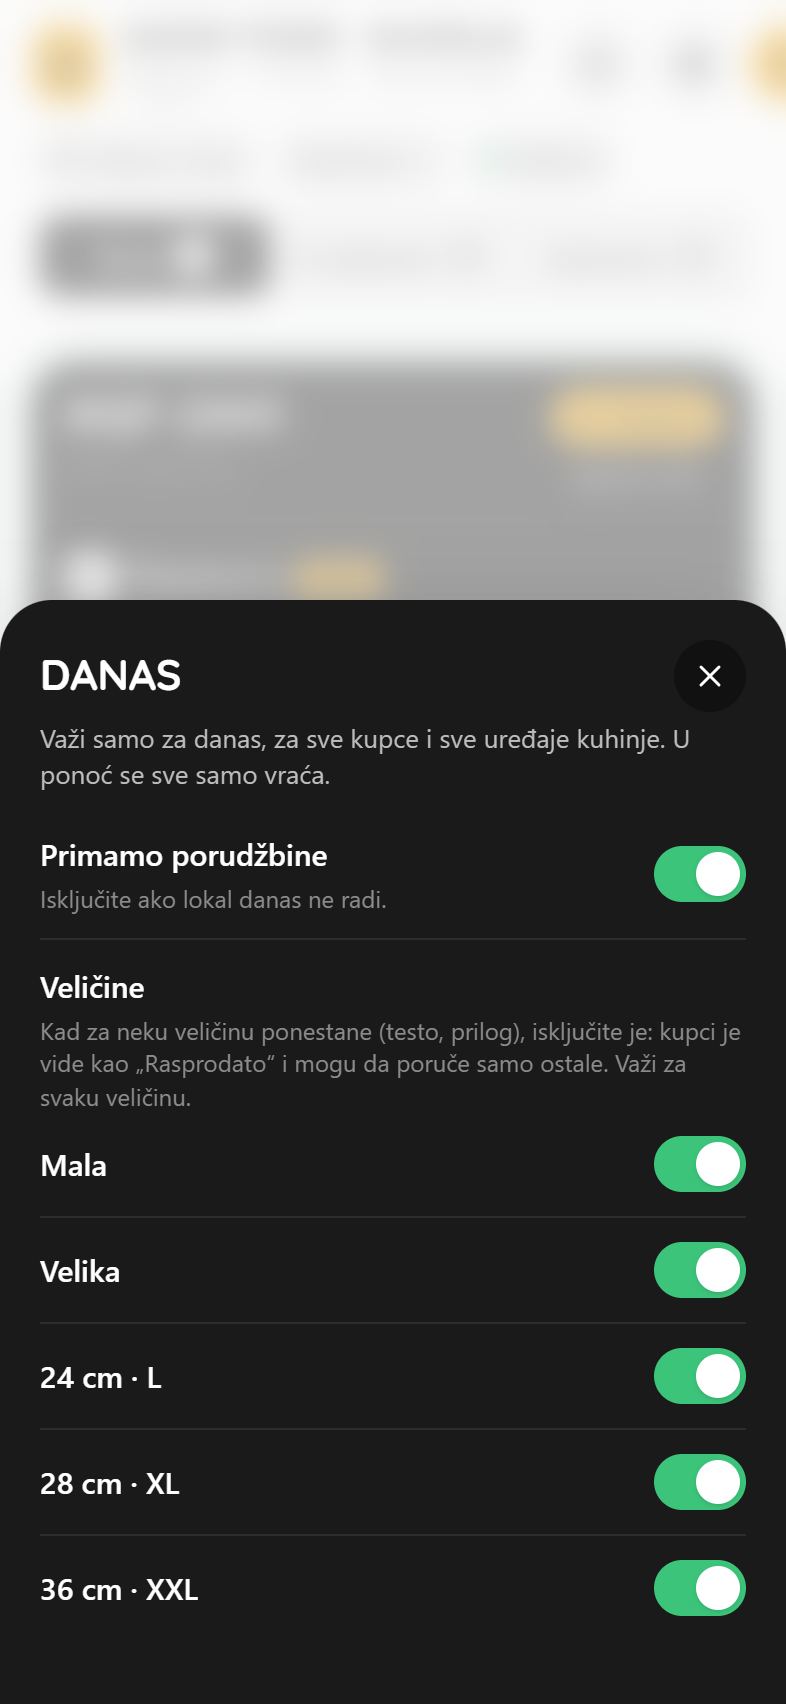 DANAS
Važi samo za danas, za sve kupce i sve uređaje kuhinje. U
ponoć se sve samo vraća.
Primamo porudžbine
Isključite ako lokal danas ne radi.
Veličine
Kad za neku veličinu ponestane (testo, prilog), isključite je: kupci je
vide kao „Rasprodato“ i mogu da poruče samo ostale. Važi za
svaku veličinu.
Mala
Velika
24 cm · L
28 cm · XL
36 cm · XXL